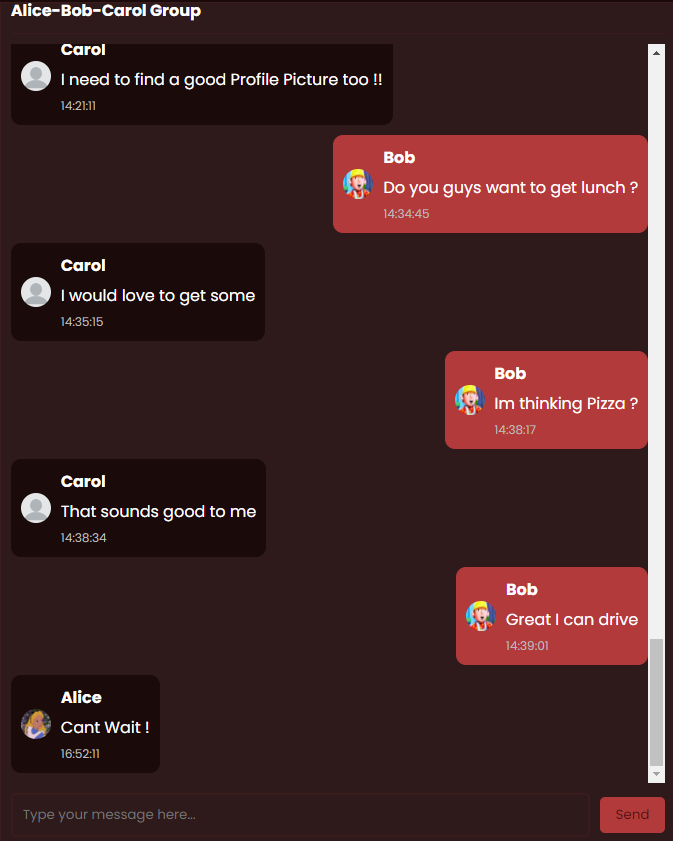 Alice-Bob-Carol Group
Carol
I need to find a good Profile Picture too !!
14:21:11
Bob
Do you guys want to get lunch ?
14:34:45
Carol
I would love to get some
14:35:15
Bob
Im thinking Pizza ?
14:38:17
Carol
That sounds good to me
14:38:34
Bob
Great I can drive
14:39:01
Alice
Cant Wait !
16:52:11
Type your message here...
Send